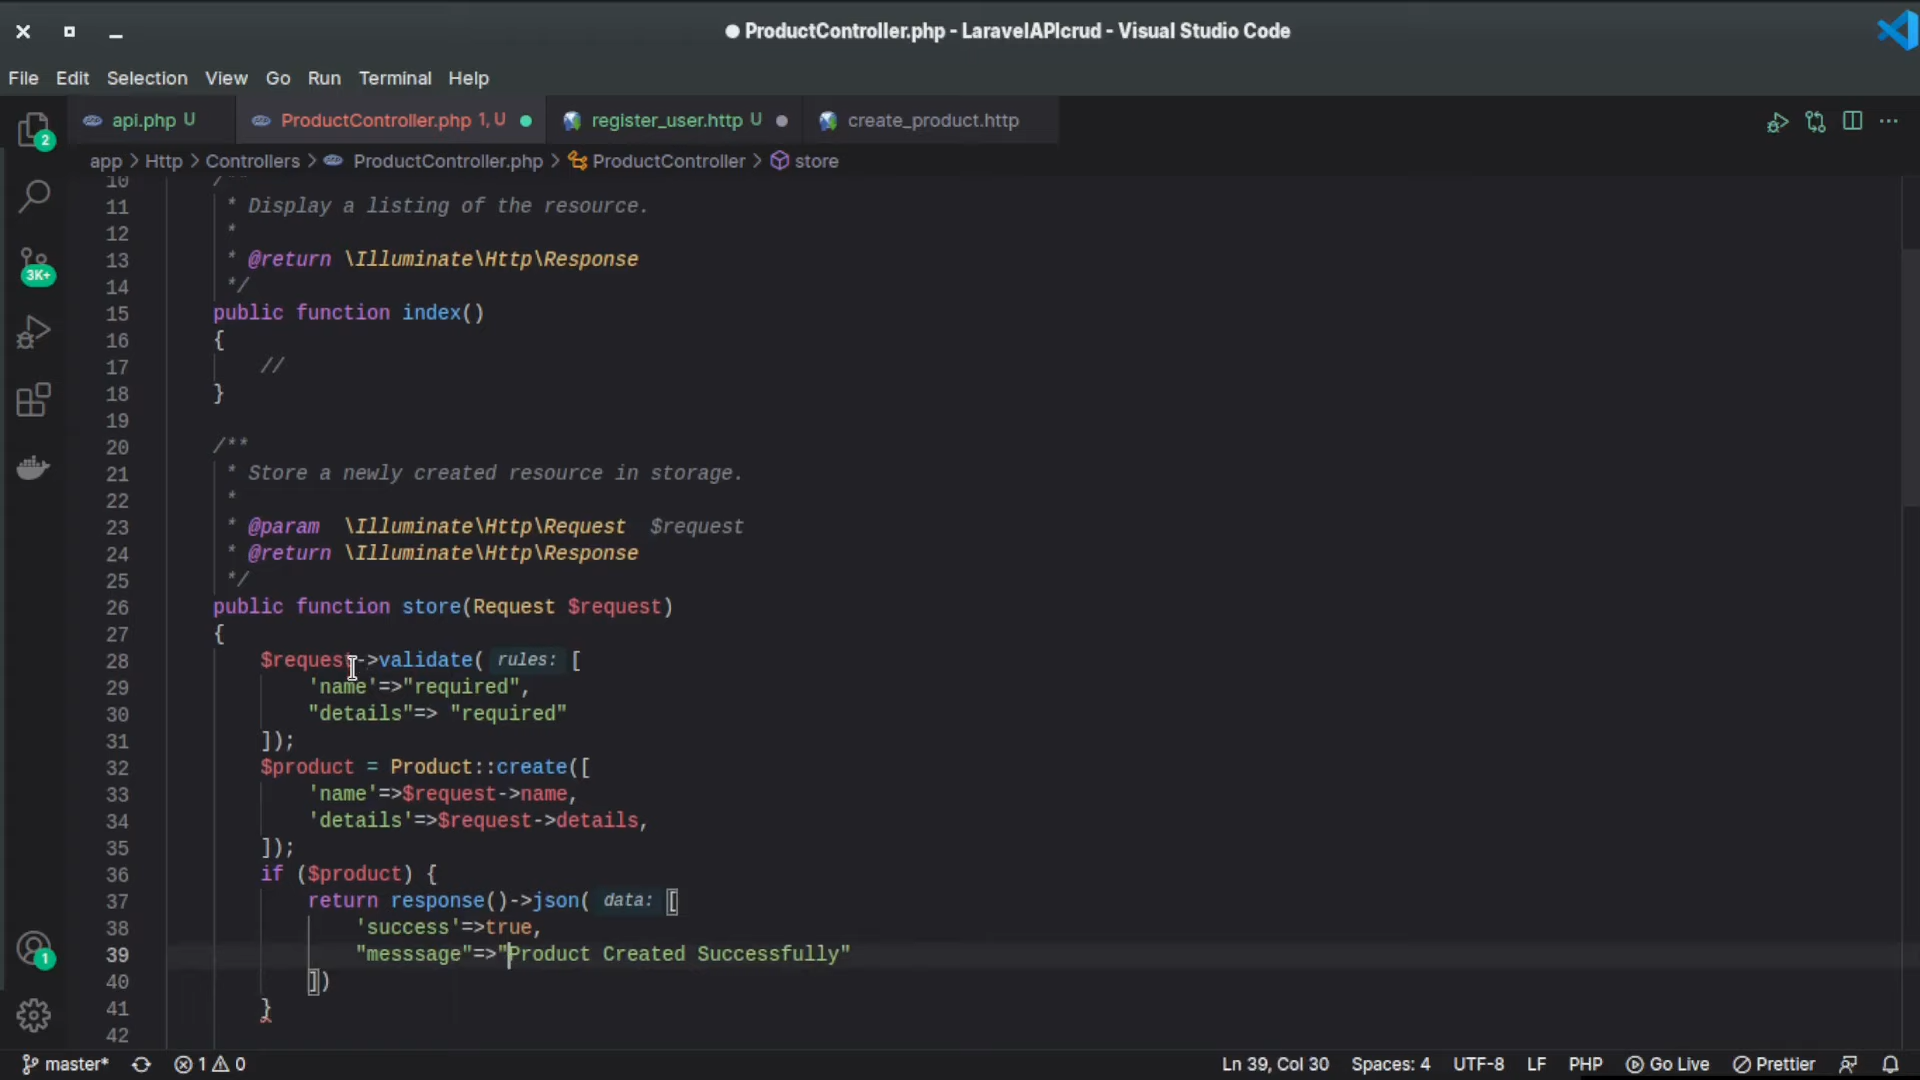 ProductController.php - LaravelAPIcrud - Visual Studio Code
File Edit Selection View Go Run Terminal Help
api.php U ProductController.php 1, U register_user.http U create_product.http
app > Http > Controllers > ProductController.php > ProductController > store
2
3K+
1
10 /**
11 * Display a listing of the resource.
12 *
13 * @return \Illuminate\Http\Response
14 */
15 public function index()
16 {
17 //
18 }
19
20 /**
21 * Store a newly created resource in storage.
22 *
23 * @param  \Illuminate\Http\Request  $request
24 * @return \Illuminate\Http\Response
25 */
26 public function store(Request $request)
27 {
28 $request->validate( rules: [
29 'name'=>"required",
30 "details"=> "required"
31 ]);
32 $product = Product::create([
33 'name'=>$request->name,
34 'details'=>$request->details,
35 ]);
36 if ($product) {
37 return response()->json( data: [
38 'success'=>true,
39 "messsage"=>"Product Created Successfully"
40 ])
41 }
42
master* 1 0 Ln 39, Col 30 Spaces: 4 UTF-8 LF PHP Go Live Prettier